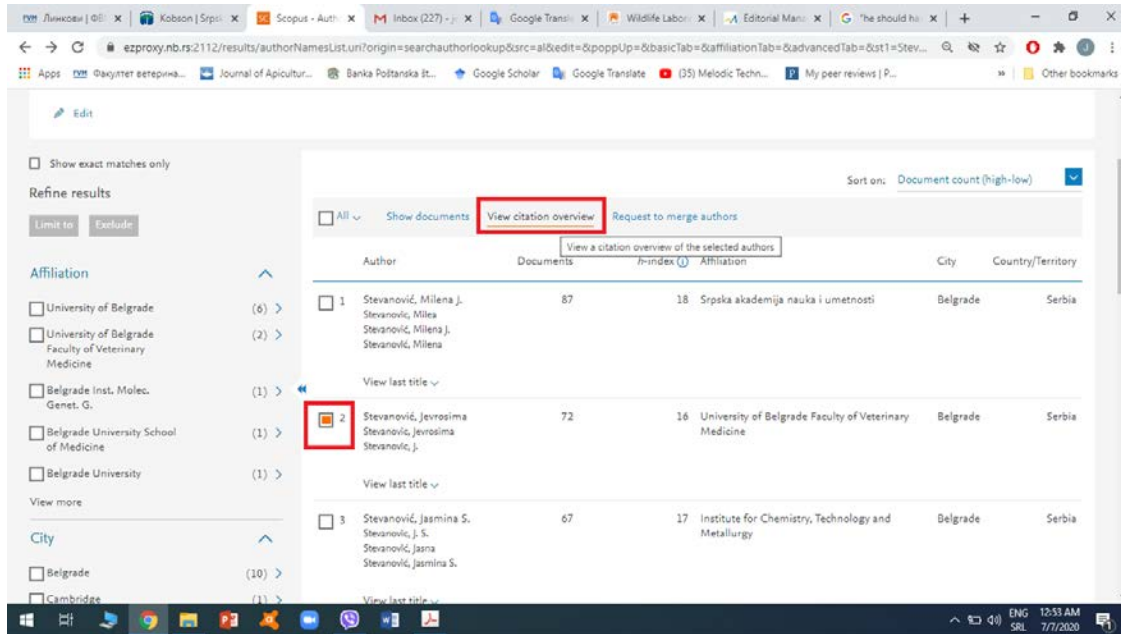 Линкови | ФВ
Kobson | Srpsk
Scopus - Auth
Inbox (227) - j
Google Transl
Wildlife Labor
Editorial Man
"he should ha
ezproxy.nb.rs:2112/results/authorNamesList.uri?origin=searchauthorlookup&src=al&edit=&poppUp=&basicTab=&affiliationTab=&advancedTab=&st1=Stev...
Apps
Факултет ветерина...
Journal of Apicultur...
Banka Poštanska št...
Google Scholar
Google Translate
(35) Melodic Techn...
My peer reviews | P...
Other bookmarks
Edit
Show exact matches only
Refine results
Limit to Exclude
Sort on: Document count (high-low)
All Show documents View citation overview Request to merge authors
View a citation overview of the selected authors
Author Documents h-index Affiliation City Country/Territory
Affiliation
University of Belgrade (6)
University of Belgrade (2)
Faculty of Veterinary
Medicine
Belgrade Inst. Molec. (1)
Genet. G.
Belgrade University School (1)
of Medicine
Belgrade University (1)
View more
City
Belgrade (10)
Cambridge (1)
1 Stevanović, Milena J. 87 18 Srpska akademija nauka i umetnosti Belgrade Serbia
Stevanovic, Milea
Stevanović, Milena J.
Stevanović, Milena
View last title
2 Stevanović, Jevrosima 72 16 University of Belgrade Faculty of Veterinary Belgrade Serbia
Stevanovic, Jevrosima Medicine
Stevanovic, J.
View last title
3 Stevanović, Jasmina S. 67 17 Institute for Chemistry, Technology and Belgrade Serbia
Stevanovic, J. S. Metallurgy
Stevanović, Jasna
Stevanović, Jasmina S.
View last title
ENG 12:53 AM
SRL 7/7/2020